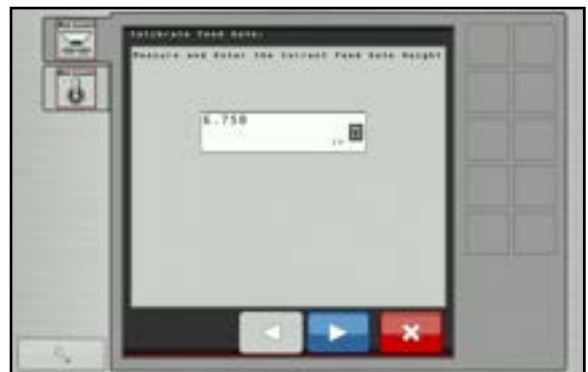 Calibrate Feed Gate:
Measure and Enter the Current Feed Gate Height
6.750
in